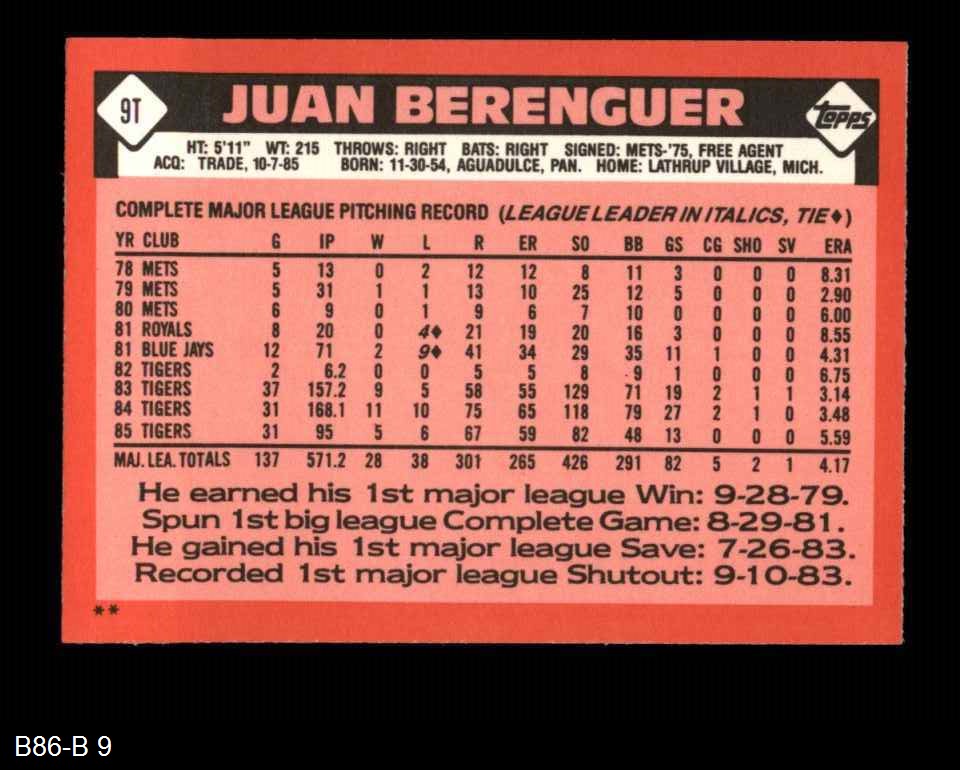 9T
JUAN BERENGUER
Topps
HT: 5'11" WT: 215 THROWS: RIGHT BATS: RIGHT SIGNED: METS-'75, FREE AGENT
ACQ: TRADE, 10-7-85 BORN: 11-30-54, AGUADULCE, PAN. HOME: LATHRUP VILLAGE, MICH.
COMPLETE MAJOR LEAGUE PITCHING RECORD (LEAGUE LEADER IN ITALICS, TIE♦)
YR CLUB G IP W L R ER SO BB GS CG SHO SV ERA
78 METS 5 13 0 2 12 12 8 11 3 0 0 0 8.31
79 METS 5 31 1 1 13 10 25 12 5 0 0 0 2.90
80 METS 6 9 0 1 9 6 7 10 0 0 0 0 6.00
81 ROYALS 8 20 0 4♦ 21 19 20 16 3 0 0 0 8.55
81 BLUE JAYS 12 71 2 9♦ 41 34 29 35 11 1 0 0 4.31
82 TIGERS 2 6.2 0 0 5 5 8 9 1 0 0 0 6.75
83 TIGERS 37 157.2 9 5 58 55 129 71 19 2 1 1 3.14
84 TIGERS 31 168.1 11 10 75 65 118 79 27 2 1 0 3.48
85 TIGERS 31 95 5 6 67 59 82 48 13 0 0 0 5.59
MAJ. LEA. TOTALS 137 571.2 28 38 301 265 426 291 82 5 2 1 4.17
He earned his 1st major league Win: 9-28-79.
Spun 1st big league Complete Game: 8-29-81.
He gained his 1st major league Save: 7-26-83.
Recorded 1st major league Shutout: 9-10-83.
**
B86-B 9